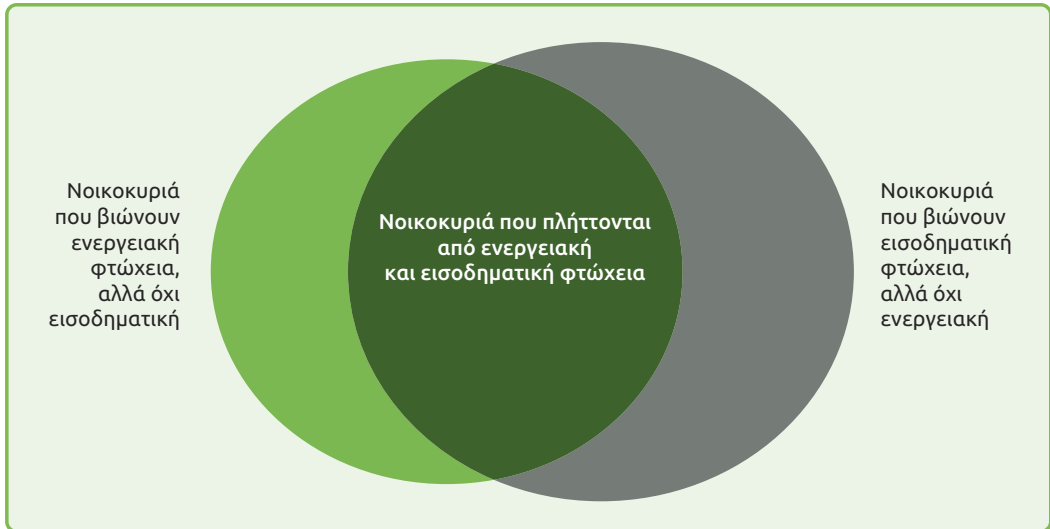 Νοικοκυριά
που βιώνουν
ενεργειακή
φτώχεια,
αλλά όχι
εισοδηματική
Νοικοκυριά που πλήττονται
από ενεργειακή
και εισοδηματική φτώχεια
Νοικοκυριά
που βιώνουν
εισοδηματική
φτώχεια,
αλλά όχι
ενεργειακή